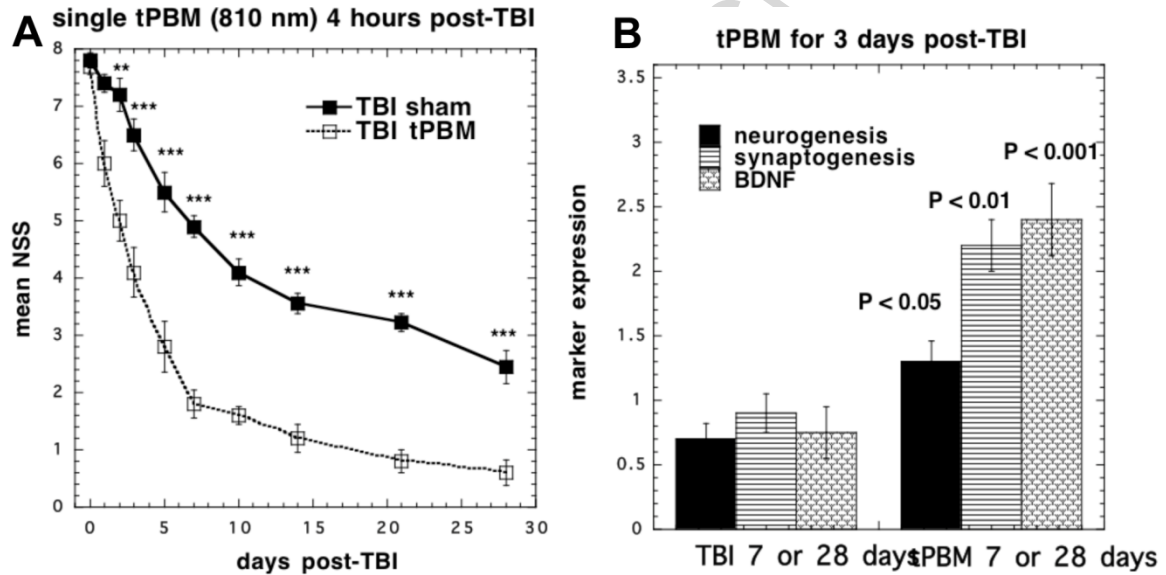 A
single tPBM (810 nm) 4 hours post-TBI
8
7
6
5
4
3
2
1
0
mean NSS
**
***
***
***
***
***
***
***
TBI sham
TBI tPBM
0 5 10 15 20 25 30
days post-TBI
B
tPBM for 3 days post-TBI
3.5
3
2.5
2
1.5
1
0.5
0
marker expression
neurogenesis
synaptogenesis
BDNF
P < 0.001
P < 0.01
P < 0.05
TBI 7 or 28 days
tPBM 7 or 28 days